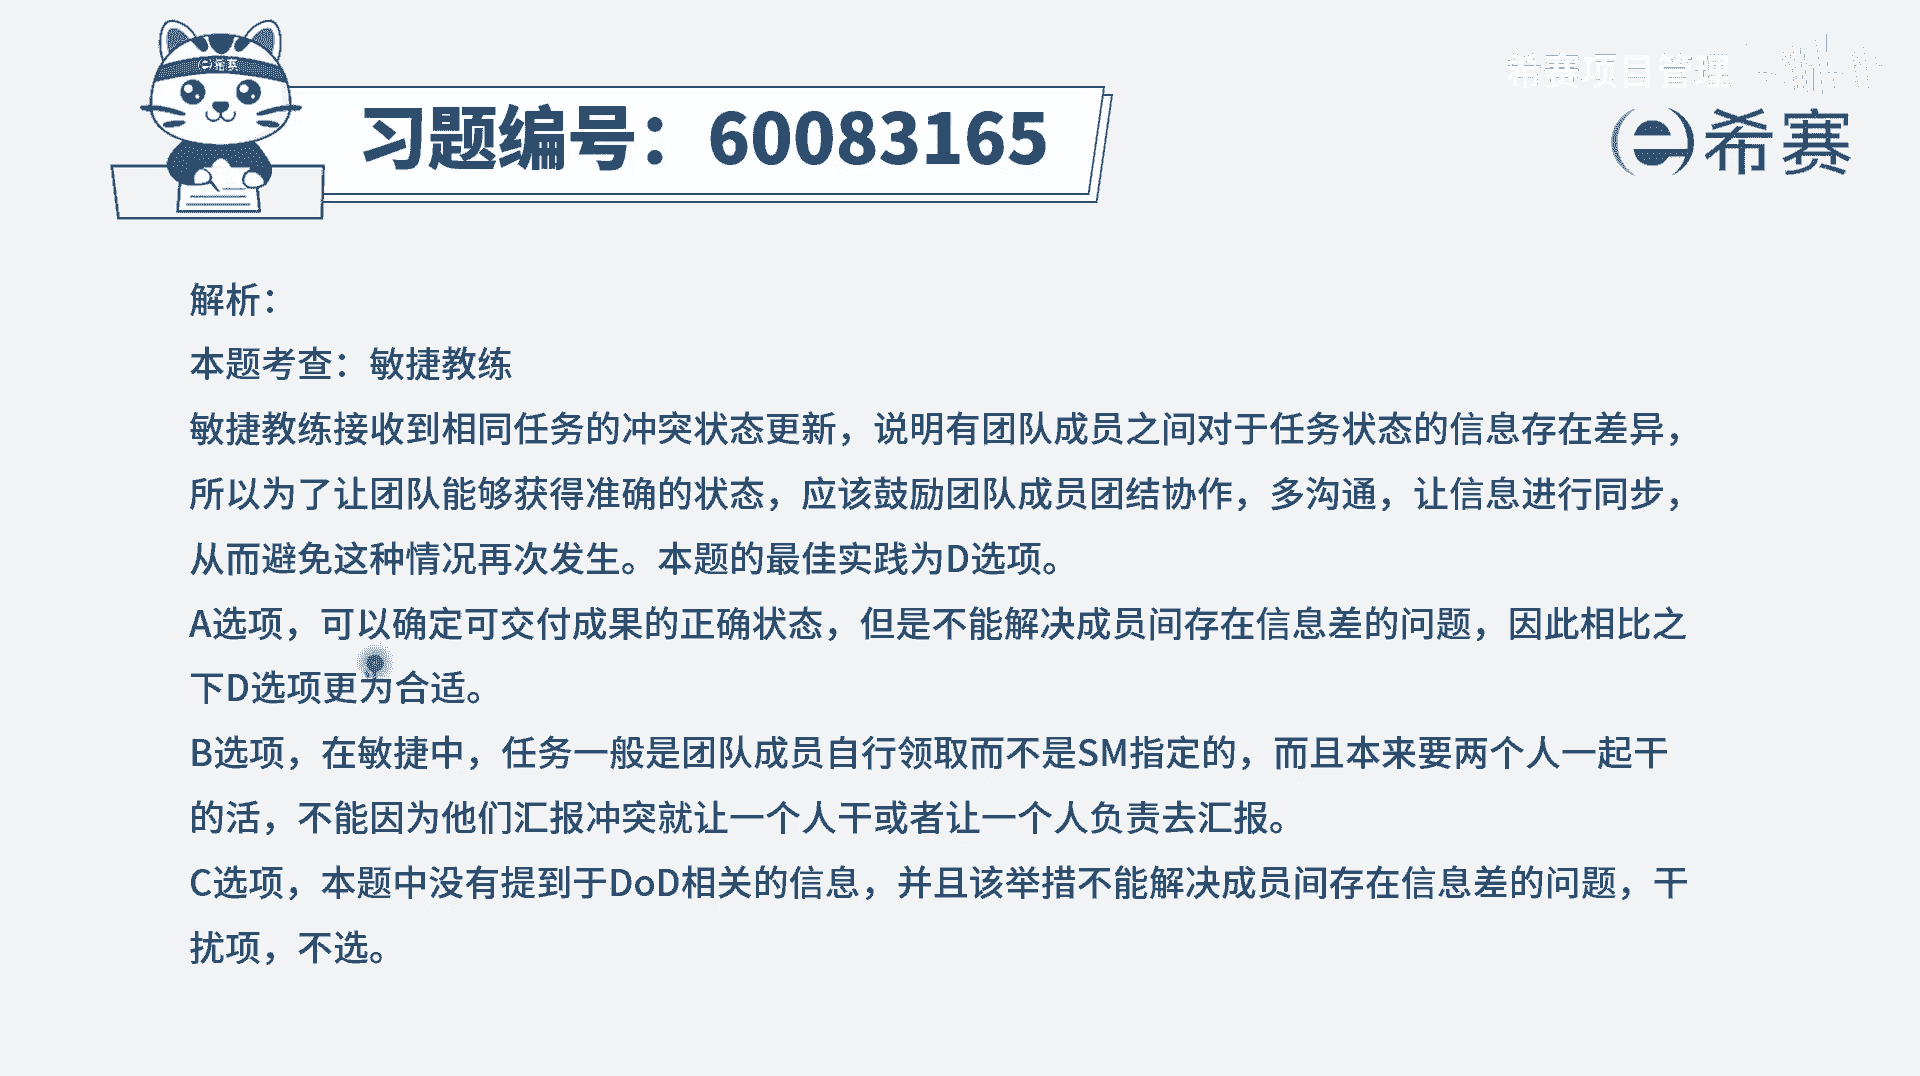 希赛项目管理
e希赛
e希赛
习题编号：60083165
解析：
本题考查：敏捷教练
敏捷教练接收到相同任务的冲突状态更新，说明有团队成员之间对于任务状态的信息存在差异，
所以为了让团队能够获得准确的状态，应该鼓励团队成员团结协作，多沟通，让信息进行同步，
从而避免这种情况再次发生。本题的最佳实践为D选项。
A选项，可以确定可交付成果的正确状态，但是不能解决成员间存在信息差的问题，因此相比之
下D选项更为合适。
B选项，在敏捷中，任务一般是团队成员自行领取而不是SM指定的，而且本来要两个人一起干
的活，不能因为他们汇报冲突就让一个人干或者让一个人负责去汇报。
C选项，本题中没有提到于DoD相关的信息，并且该举措不能解决成员间存在信息差的问题，干
扰项，不选。